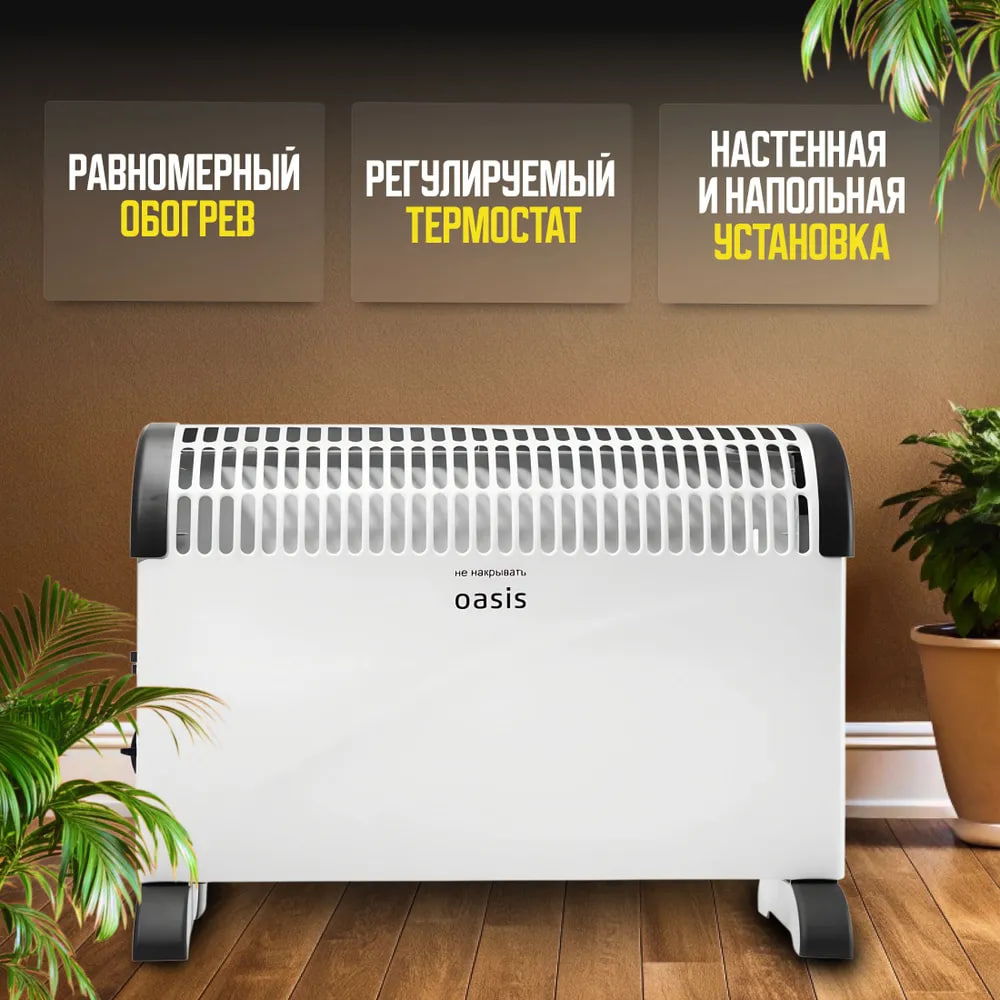 РАВНОМЕРНЫЙ
ОБОГРЕВ
РЕГУЛИРУЕМЫЙ
ТЕРМОСТАТ
НАСТЕННАЯ
И НАПОЛЬНАЯ
УСТАНОВКА
не накрывать
oasis